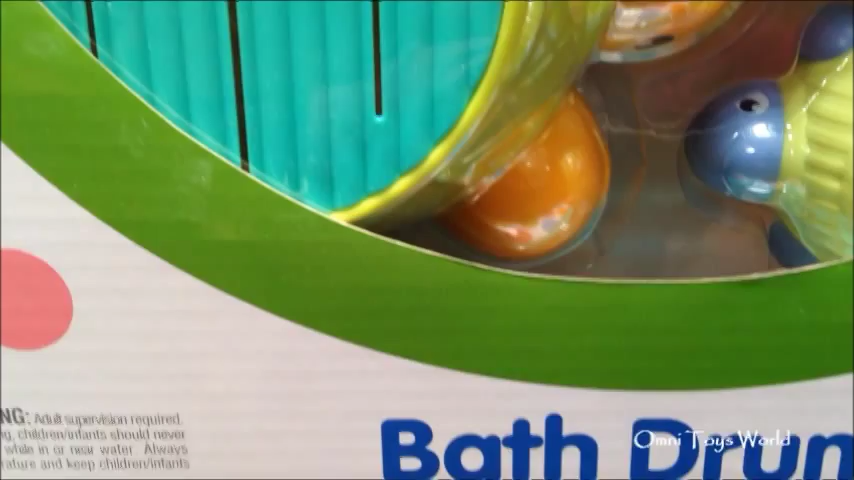 NG: Adult supervision required.
ng, children/infants should never
while in or near water. Always
rature and keep children/infants
Bath Drum
Omni Toys World